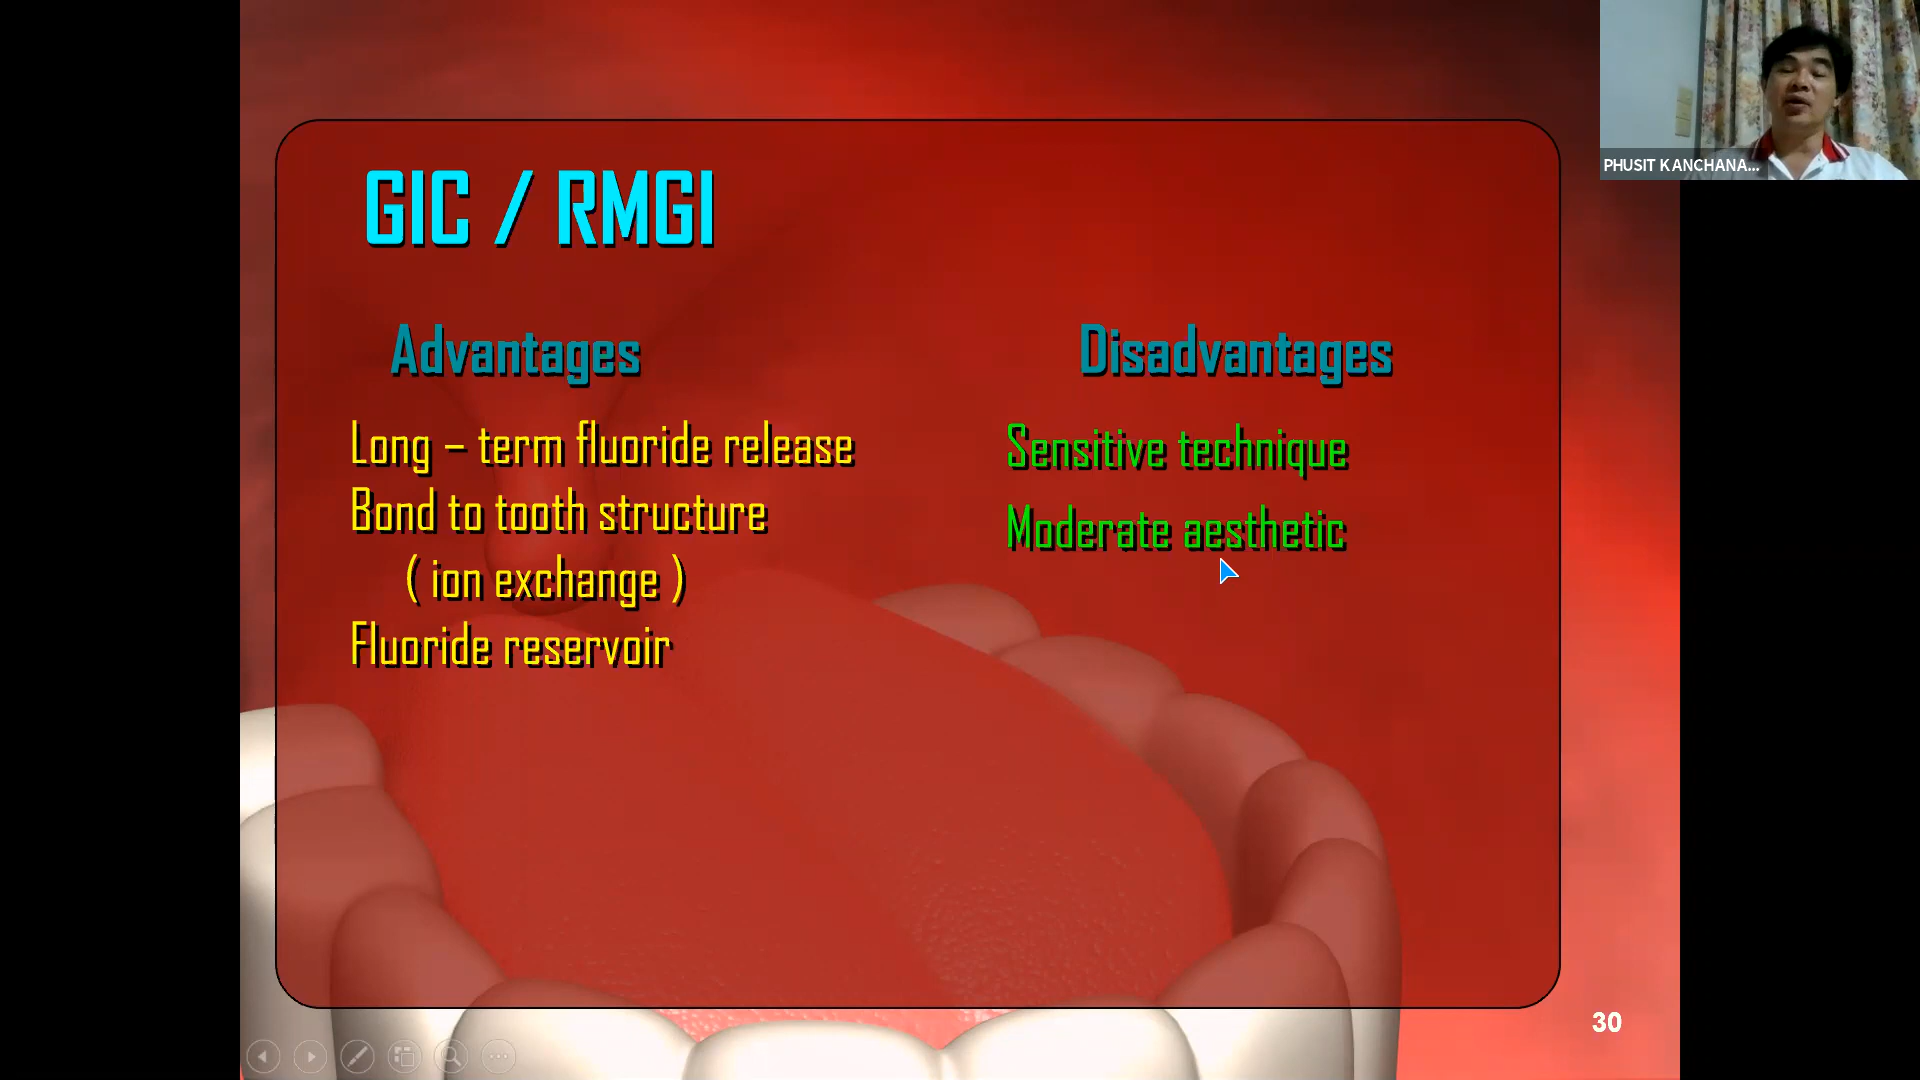 GIC / RMGI
Advantages
Long – term fluoride release
Bond to tooth structure
( ion exchange )
Fluoride reservoir
Disadvantages
Sensitive technique
Moderate aesthetic
PHUSIT KANCHANA...
30